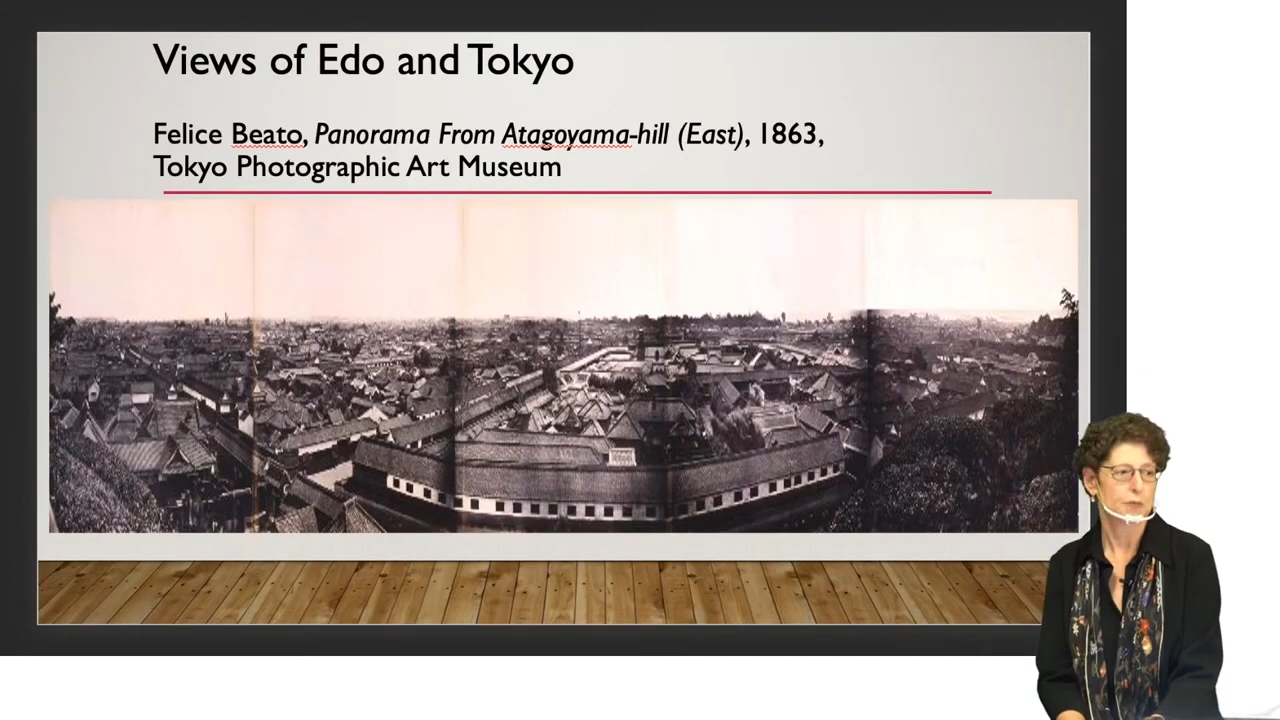 Views of Edo and Tokyo
Felice Beato, Panorama From Atagoyama-hill (East), 1863,
Tokyo Photographic Art Museum